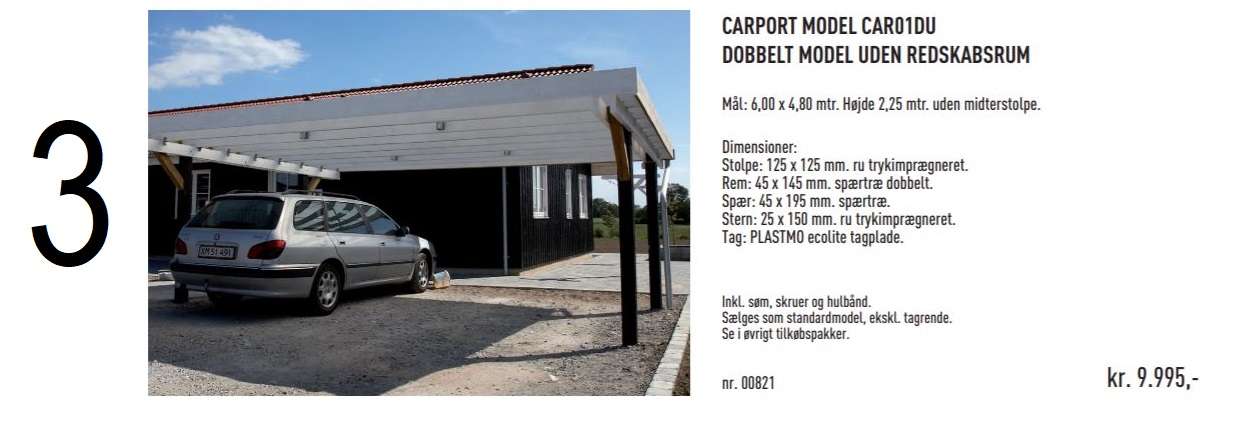 3
CARPORT MODEL CAR01DU
DOBBELT MODEL UDEN REDSKABSRUM
Mål: 6,00 x 4,80 mtr. Højde 2,25 mtr. uden midterstolpe.
Dimensioner:
Stolpe: 125 x 125 mm. ru trykimprægneret.
Rem: 45 x 145 mm. spærtræ dobbelt.
Spær: 45 x 195 mm. spærtræ.
Stern: 25 x 150 mm. ru trykimprægneret.
Tag: PLASTMO ecolite tagplade.
Inkl. søm, skruer og hulbånd.
Sælges som standardmodel, ekskl. tagrende.
Se i øvrigt tilkøbspakker.
nr. 00821
kr. 9.995,-
XM 51 491